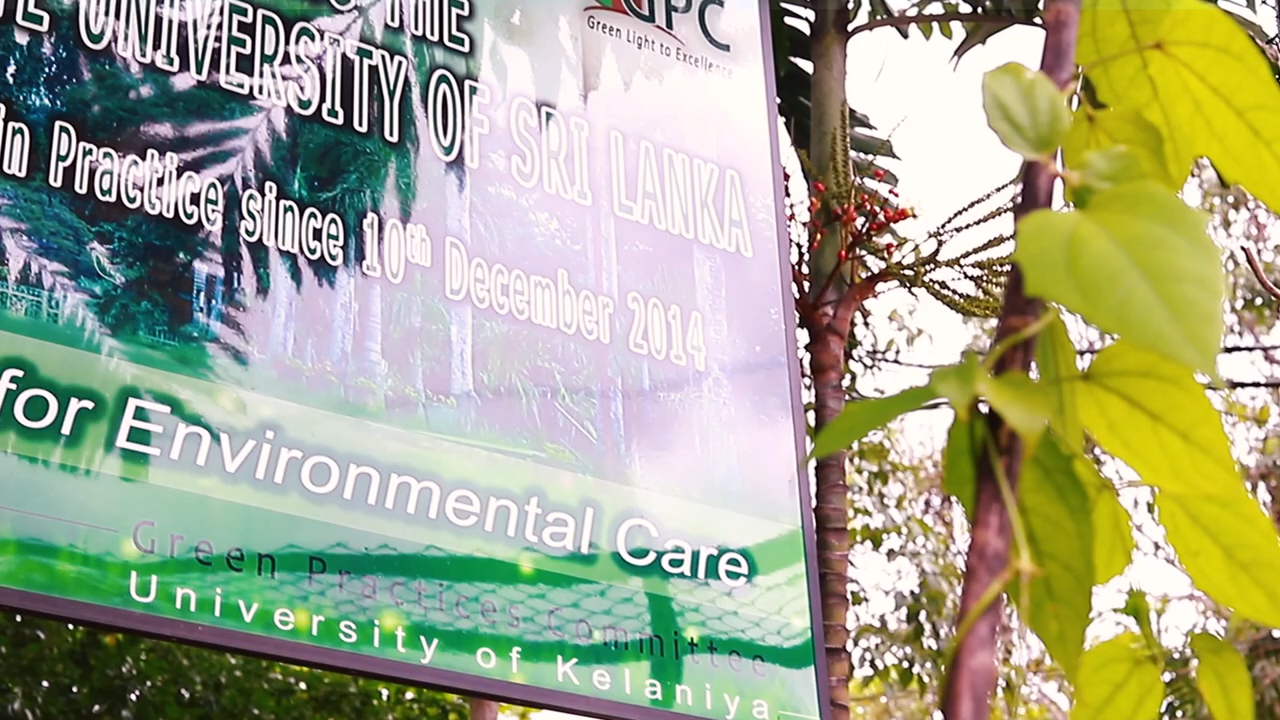 THE
GPC
Green Light to Excellence
UNIVERSITY OF SRI LANKA
in Practice since 10th December 2014
for Environmental Care
Green Practices Committee
University of Kelaniya